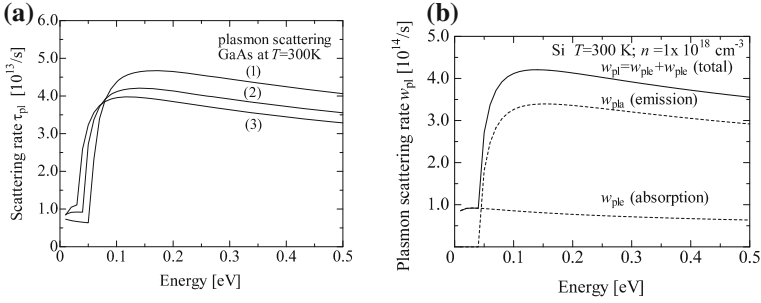 (a)
plasmon scattering
GaAs at T=300K
(1)
(2)
(3)
Scattering rate τpl [10^13/s]
6.0
5.0
4.0
3.0
2.0
1.0
0
0
0.1
0.2
0.3
0.4
0.5
Energy [eV]
(b)
Si T=300 K; n =1x 10^18 cm^-3
wpl=wple+wple (total)
wpla (emission)
wple (absorption)
Plasmon scattering rate wpl [10^14/s]
5.0
4.0
3.0
2.0
1.0
0
0.1
0.2
0.3
0.4
0.5
Energy [eV]